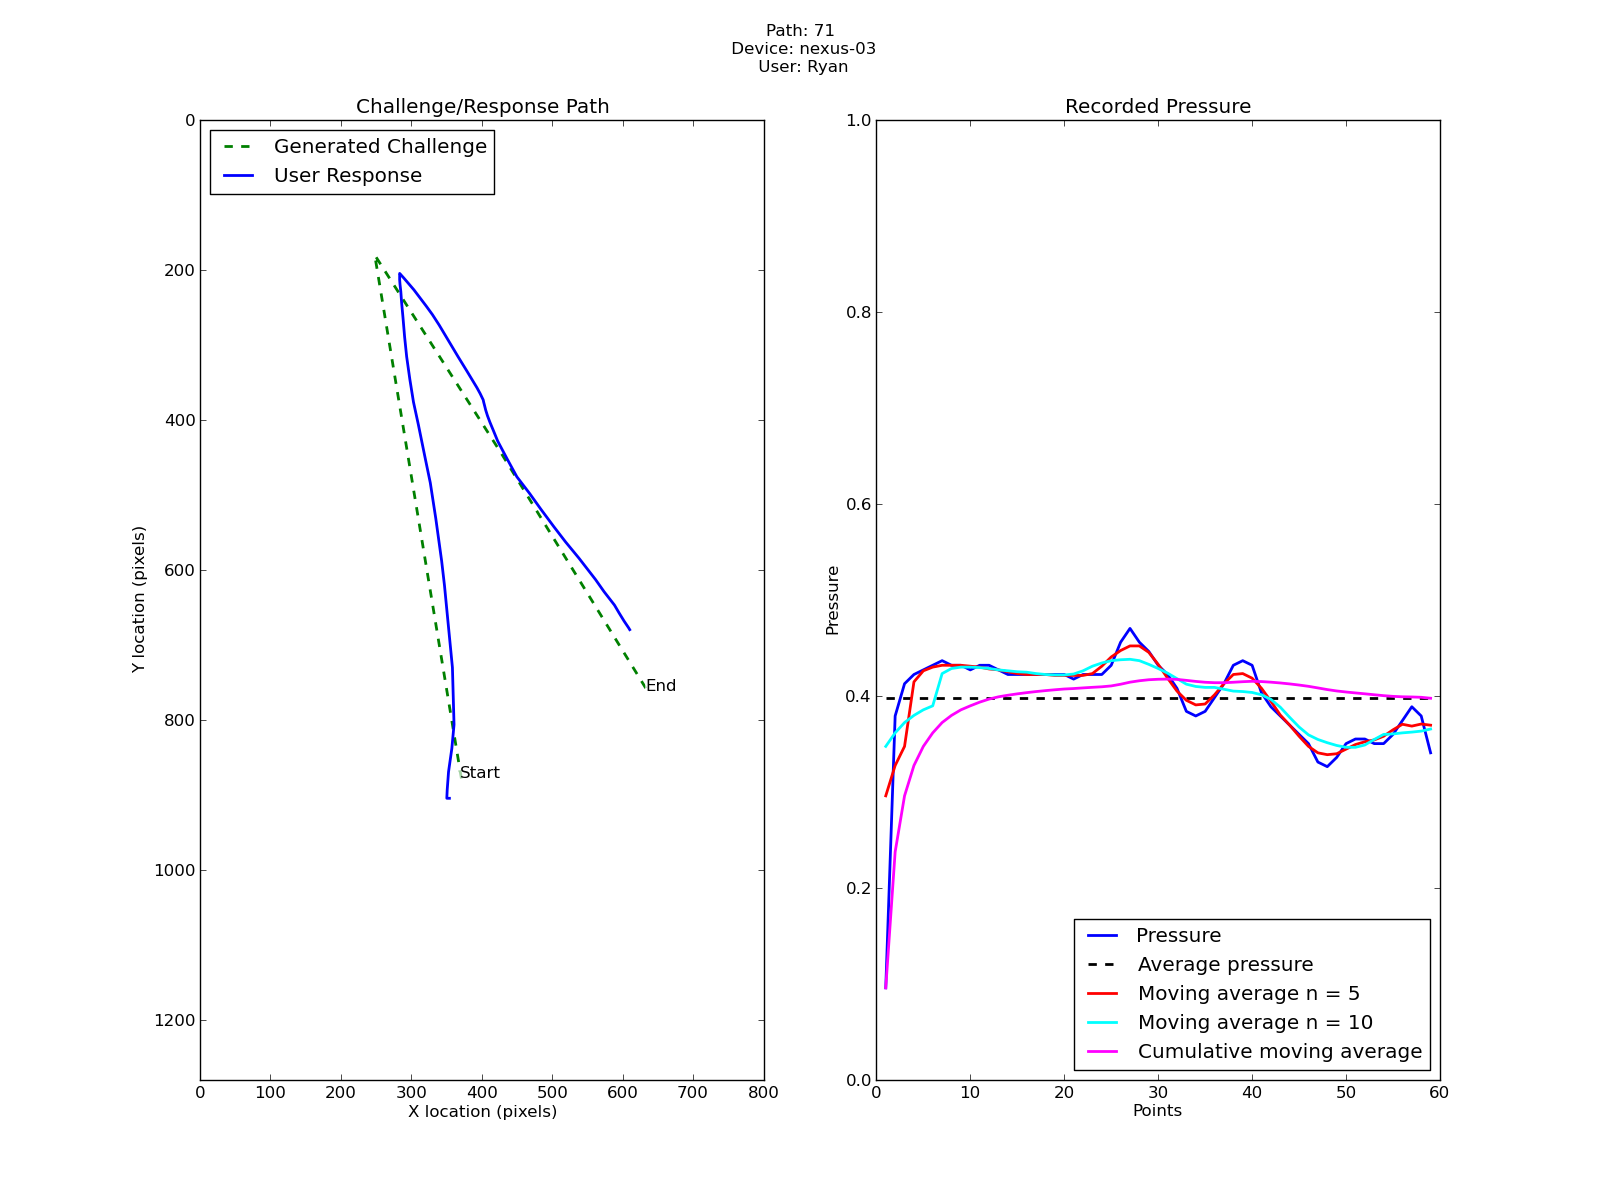 Path: 71
Device: nexus-03
User: Ryan
Challenge/Response Path
Generated Challenge
User Response
0
200
400
600
800
1000
1200
Y location (pixels)
Start
End
0 100 200 300 400 500 600 700 800
X location (pixels)
Recorded Pressure
1.0
0.8
0.6
0.4
0.2
0.0
Pressure
Pressure
Average pressure
Moving average n = 5
Moving average n = 10
Cumulative moving average
0 10 20 30 40 50 60
Points